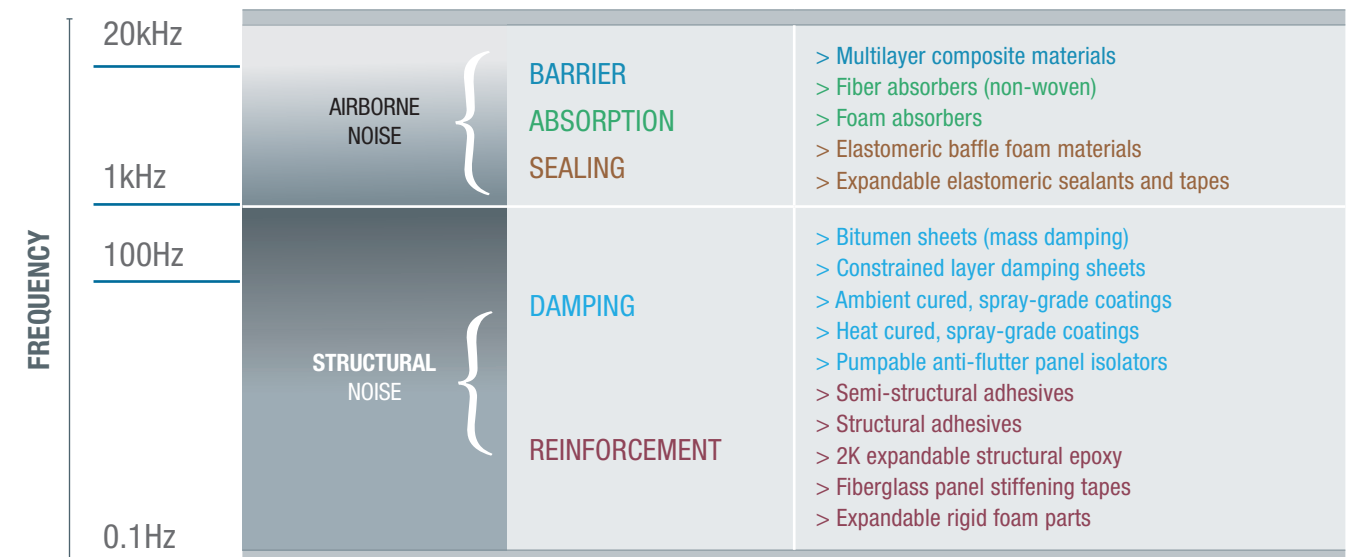 FREQUENCY
20kHz
1kHz
100Hz
0.1Hz
AIRBORNE
NOISE
BARRIER
ABSORPTION
SEALING
> Multilayer composite materials
> Fiber absorbers (non-woven)
> Foam absorbers
> Elastomeric baffle foam materials
> Expandable elastomeric sealants and tapes
STRUCTURAL
NOISE
DAMPING
REINFORCEMENT
> Bitumen sheets (mass damping)
> Constrained layer damping sheets
> Ambient cured, spray-grade coatings
> Heat cured, spray-grade coatings
> Pumpable anti-flutter panel isolators
> Semi-structural adhesives
> Structural adhesives
> 2K expandable structural epoxy
> Fiberglass panel stiffening tapes
> Expandable rigid foam parts